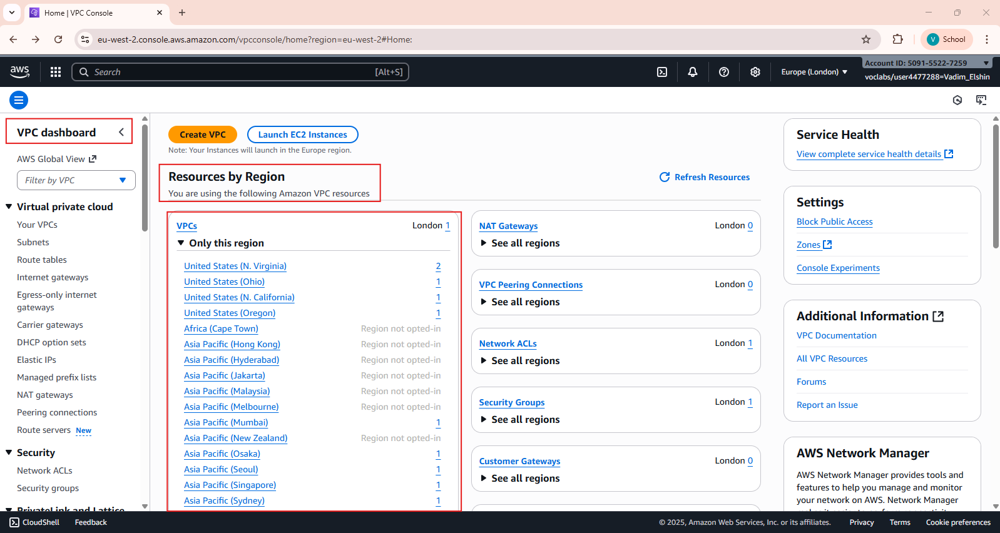 Home | VPC Console
eu-west-2.console.aws.amazon.com/vpcconsole/home?region=eu-west-2#Home:
V School
aws
Search [Alt+S]
Europe (London)
Account ID: 5091-5522-7259
voclabs/user4477288=Vadim_Elshin
VPC dashboard
AWS Global View
Filter by VPC
Virtual private cloud
Your VPCs
Subnets
Route tables
Internet gateways
Egress-only internet
gateways
Carrier gateways
DHCP option sets
Elastic IPs
Managed prefix lists
NAT gateways
Peering connections
Route servers New
Security
Network ACLs
Security groups
PrivateLink and Lattice
Create VPC
Launch EC2 Instances
Note: Your Instances will launch in the Europe region.
Resources by Region
You are using the following Amazon VPC resources
Refresh Resources
VPCs London 1
Only this region
United States (N. Virginia) 2
United States (Ohio) 1
United States (N. California) 1
United States (Oregon) 1
Africa (Cape Town) Region not opted-in
Asia Pacific (Hong Kong) Region not opted-in
Asia Pacific (Hyderabad) Region not opted-in
Asia Pacific (Jakarta) Region not opted-in
Asia Pacific (Malaysia) Region not opted-in
Asia Pacific (Melbourne) Region not opted-in
Asia Pacific (Mumbai) 1
Asia Pacific (New Zealand) Region not opted-in
Asia Pacific (Osaka) 1
Asia Pacific (Seoul) 1
Asia Pacific (Singapore) 1
Asia Pacific (Sydney) 1
NAT Gateways London 0
See all regions
VPC Peering Connections London 0
See all regions
Network ACLs London 1
See all regions
Security Groups London 1
See all regions
Customer Gateways London 0
See all regions
Service Health
View complete service health details
Settings
Block Public Access
Zones
Console Experiments
Additional Information
VPC Documentation
All VPC Resources
Forums
Report an Issue
AWS Network Manager
AWS Network Manager provides tools and
features to help you manage and monitor
your network on AWS. Network Manager
CloudShell
Feedback
© 2025, Amazon Web Services, Inc. or its affiliates.
Privacy
Terms
Cookie preferences